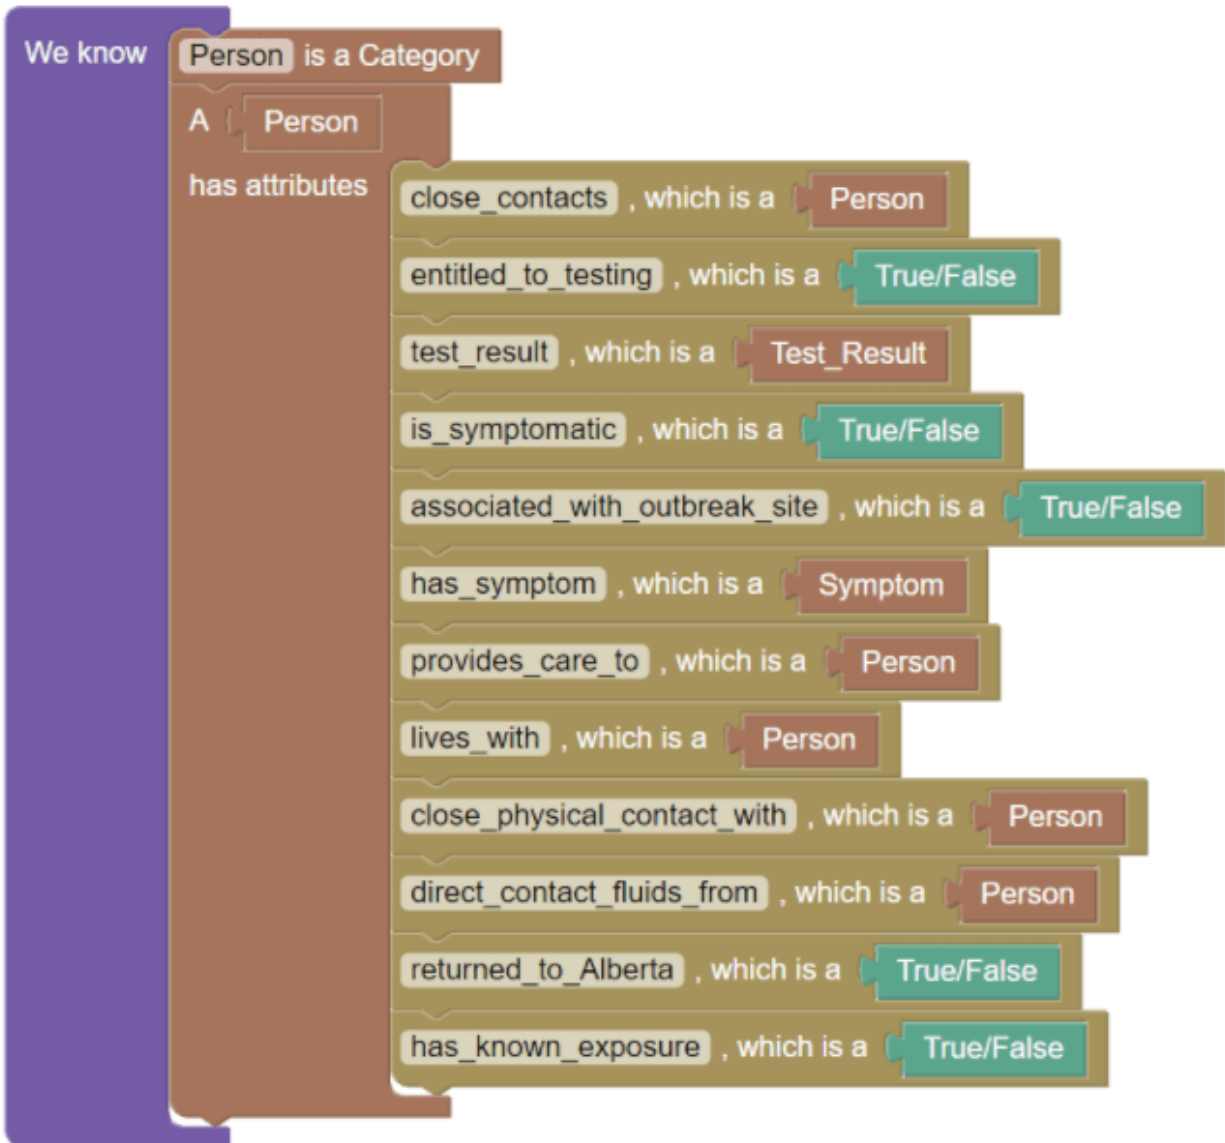 We know Person is a Category
A Person
has attributes close_contacts , which is a Person
entitled_to_testing , which is a True/False
test_result , which is a Test_Result
is_symptomatic , which is a True/False
associated_with_outbreak_site , which is a True/False
has_symptom , which is a Symptom
provides_care_to , which is a Person
lives_with , which is a Person
close_physical_contact_with , which is a Person
direct_contact_fluids_from , which is a Person
returned_to_Alberta , which is a True/False
has_known_exposure , which is a True/False